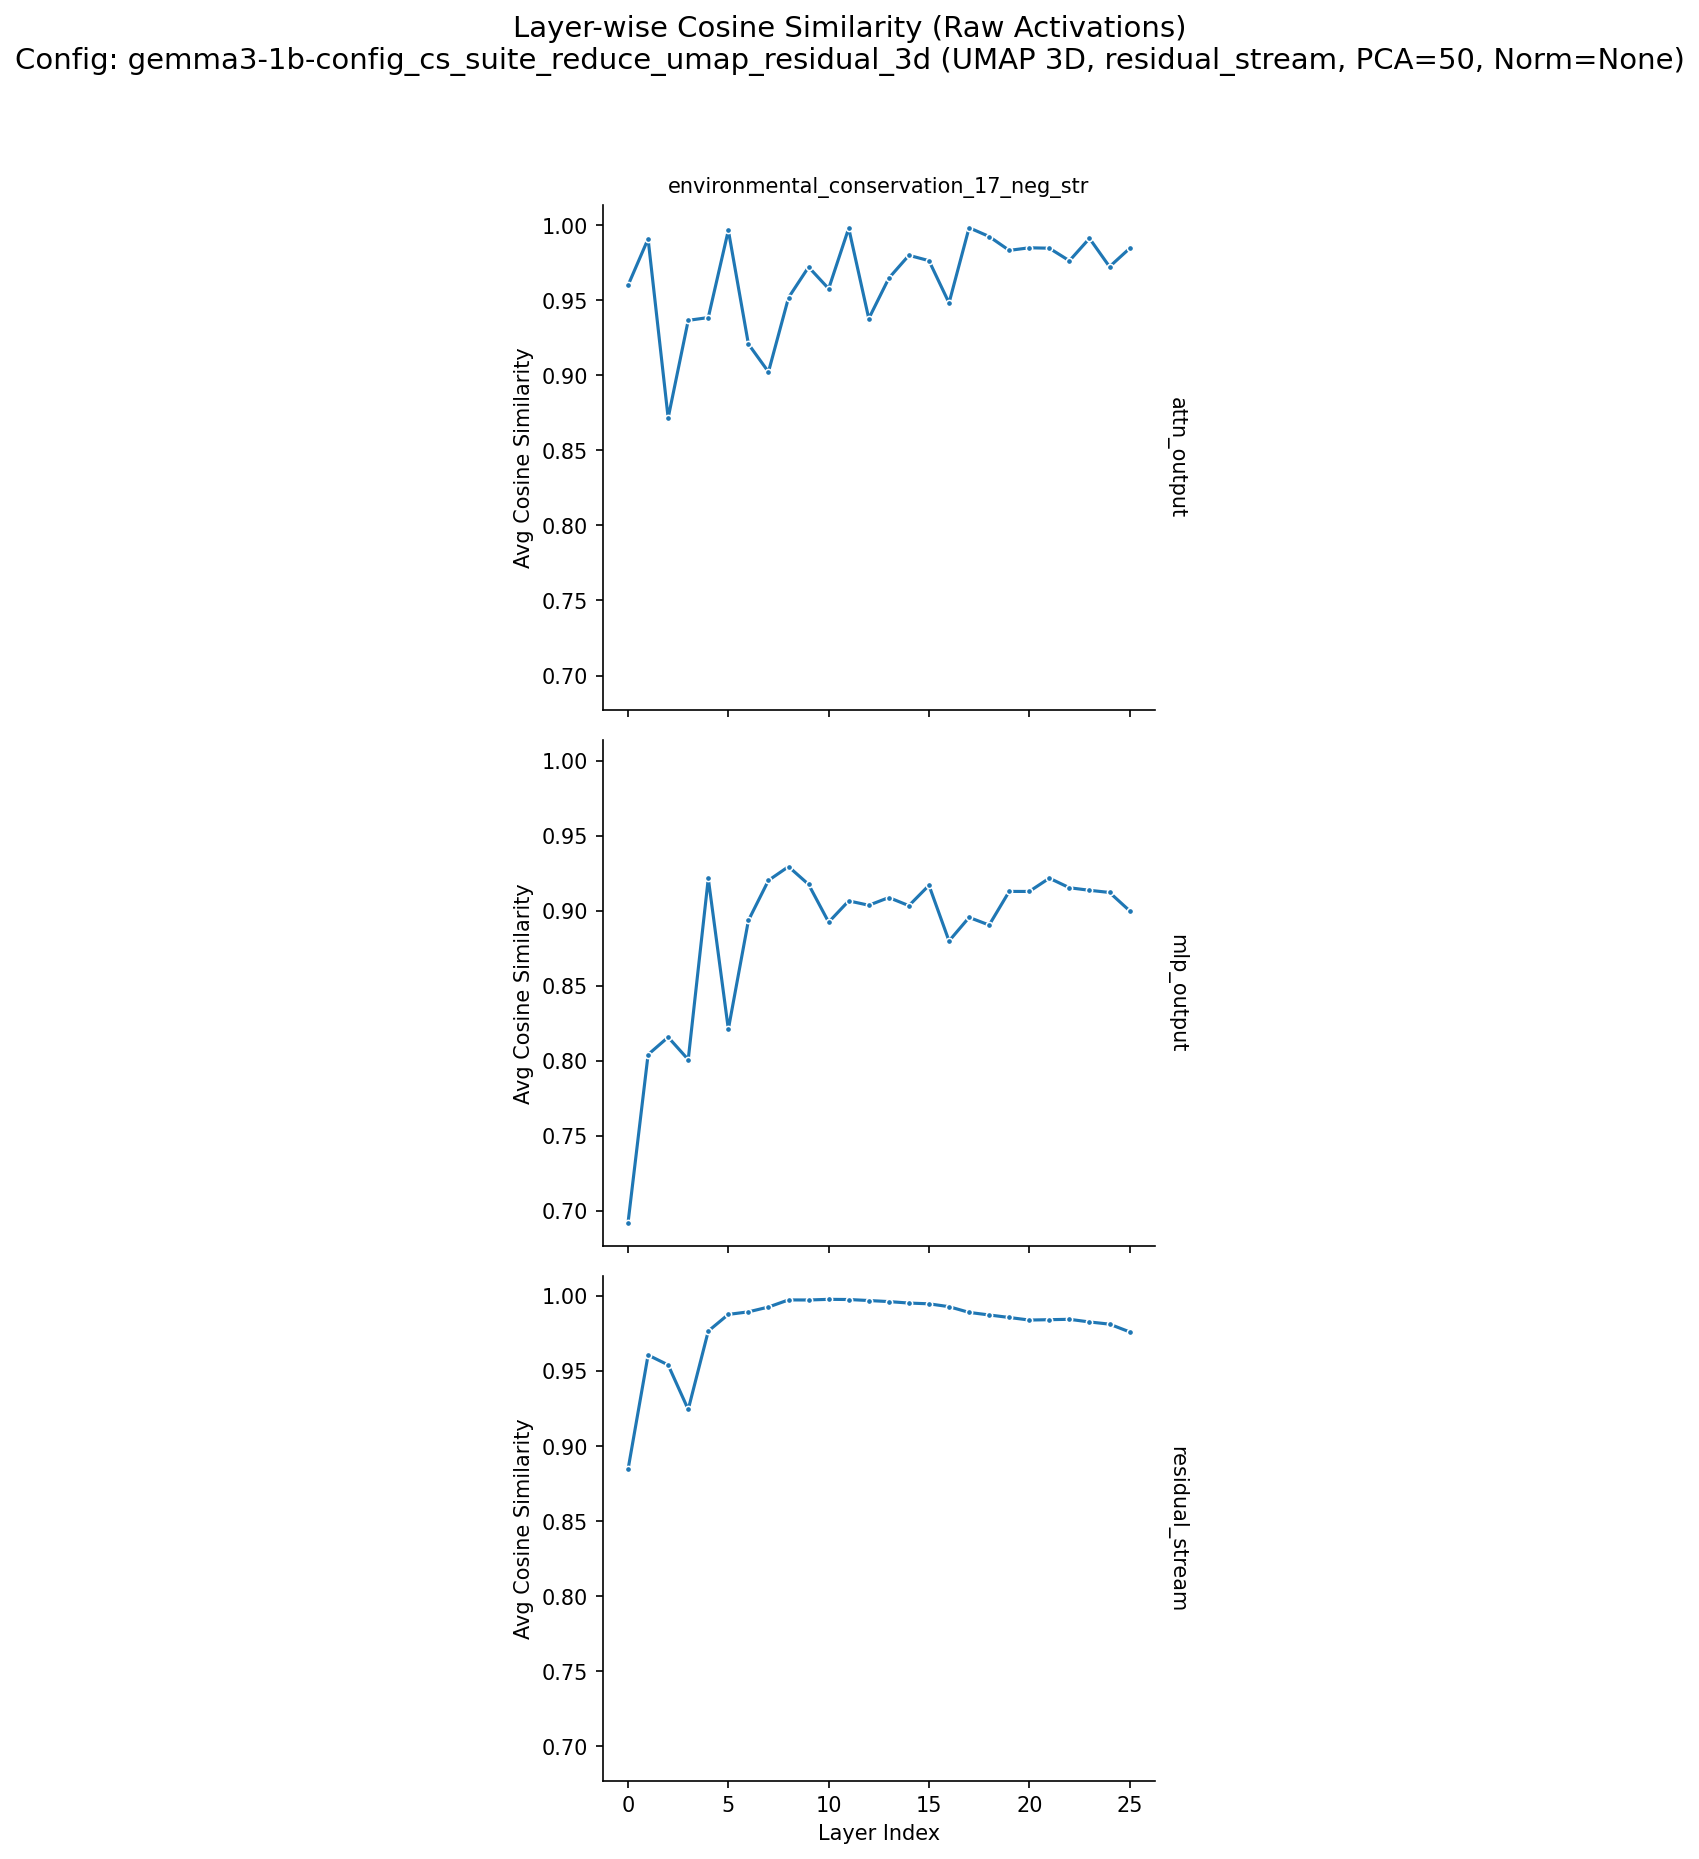 Layer-wise Cosine Similarity (Raw Activations)
Config: gemma3-1b-config_cs_suite_reduce_umap_residual_3d (UMAP 3D, residual_stream, PCA=50, Norm=None)
environmental_conservation_17_neg_str
1.00
0.95
0.90
0.85
0.80
0.75
0.70
Avg Cosine Similarity
attn_output
1.00
0.95
0.90
0.85
0.80
0.75
0.70
Avg Cosine Similarity
mlp_output
1.00
0.95
0.90
0.85
0.80
0.75
0.70
Avg Cosine Similarity
residual_stream
0 5 10 15 20 25
Layer Index